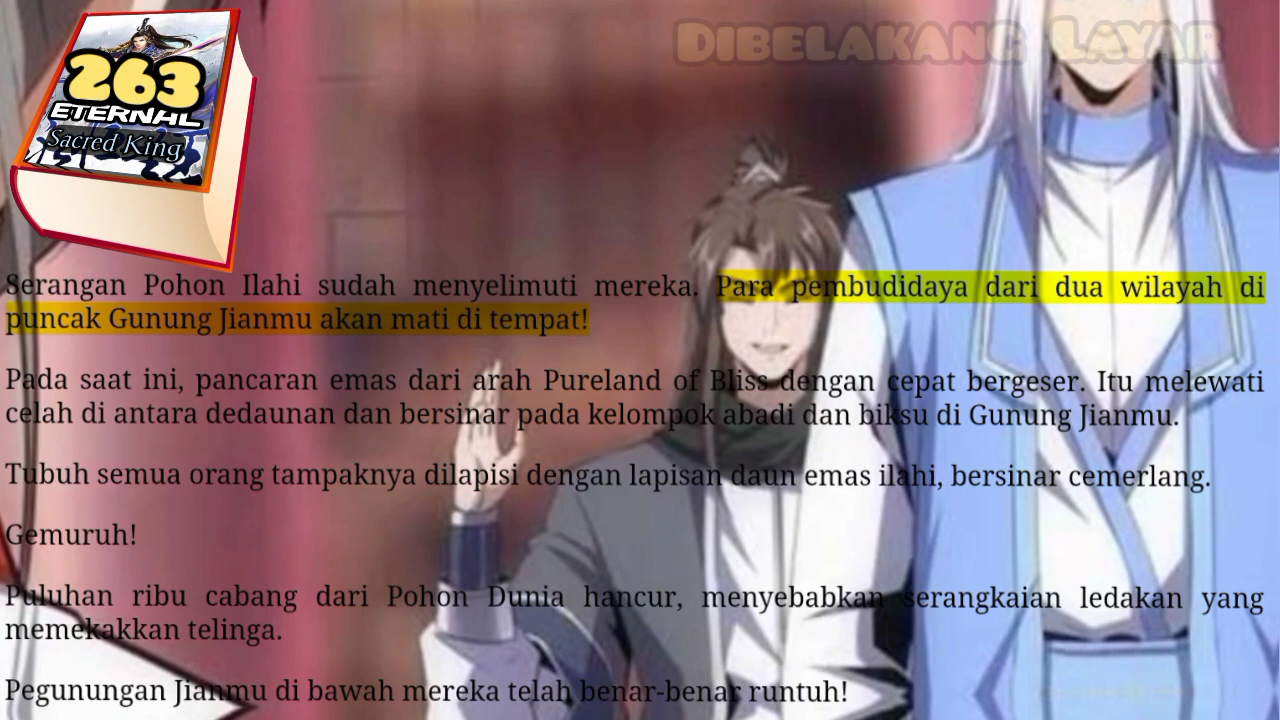 DIBELAKANG LAYAR
263
ETERNAL
Sacred King
Serangan Pohon Ilahi sudah menyelimuti mereka. Para pembudidaya dari dua wilayah di
puncak Gunung Jianmu akan mati di tempat!
Pada saat ini, pancaran emas dari arah Pureland of Bliss dengan cepat bergeser. Itu melewati
celah di antara dedaunan dan bersinar pada kelompok abadi dan biksu di Gunung Jianmu.
Tubuh semua orang tampaknya dilapisi dengan lapisan daun emas ilahi, bersinar cemerlang.
Gemuruh!
Puluhan ribu cabang dari Pohon Dunia hancur, menyebabkan serangkaian ledakan yang
memekakkan telinga.
Pegunungan Jianmu di bawah mereka telah benar-benar runtuh!